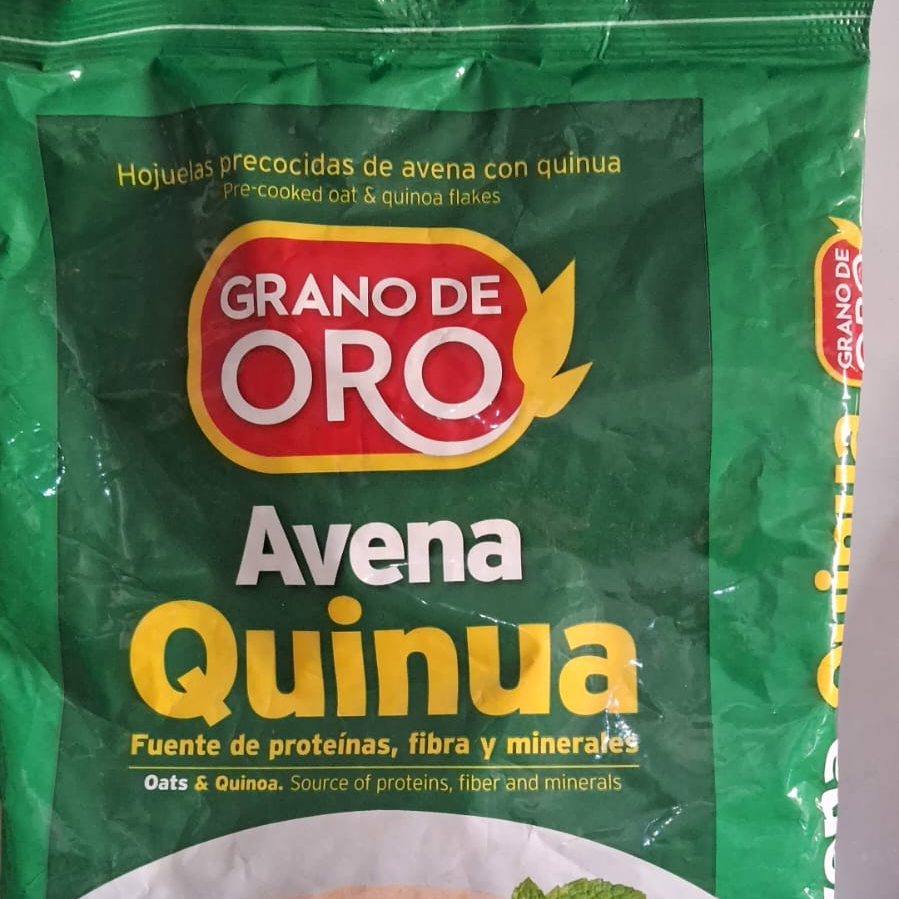 Hojuelas precocidas de avena con quinua
Pre-cooked oat & quinoa flakes
GRANO DE
ORO
Avena
Quinua
Fuente de proteínas, fibra y minerales
Oats & Quinoa. Source of proteins, fiber and minerals
GRANO DE
ORO
Quinua